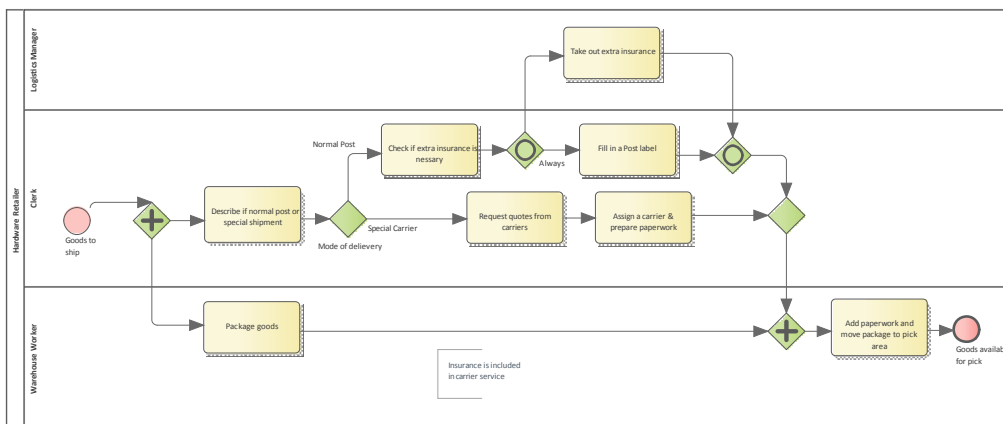 Hardware Retailer
Logistics Manager
Take out extra insurance
Clerk
Normal Post
Check if extra insurance is
nessary
Always
Fill in a Post label
Goods to
ship
Describe if normal post or
special shipment
Special Carrier
Mode of delievery
Request quotes from
carriers
Assign a carrier &
prepare paperwork
Warehouse Worker
Package goods
Insurance is included
in carrier service
Add paperwork and
move package to pick
area
Goods availab
for pick